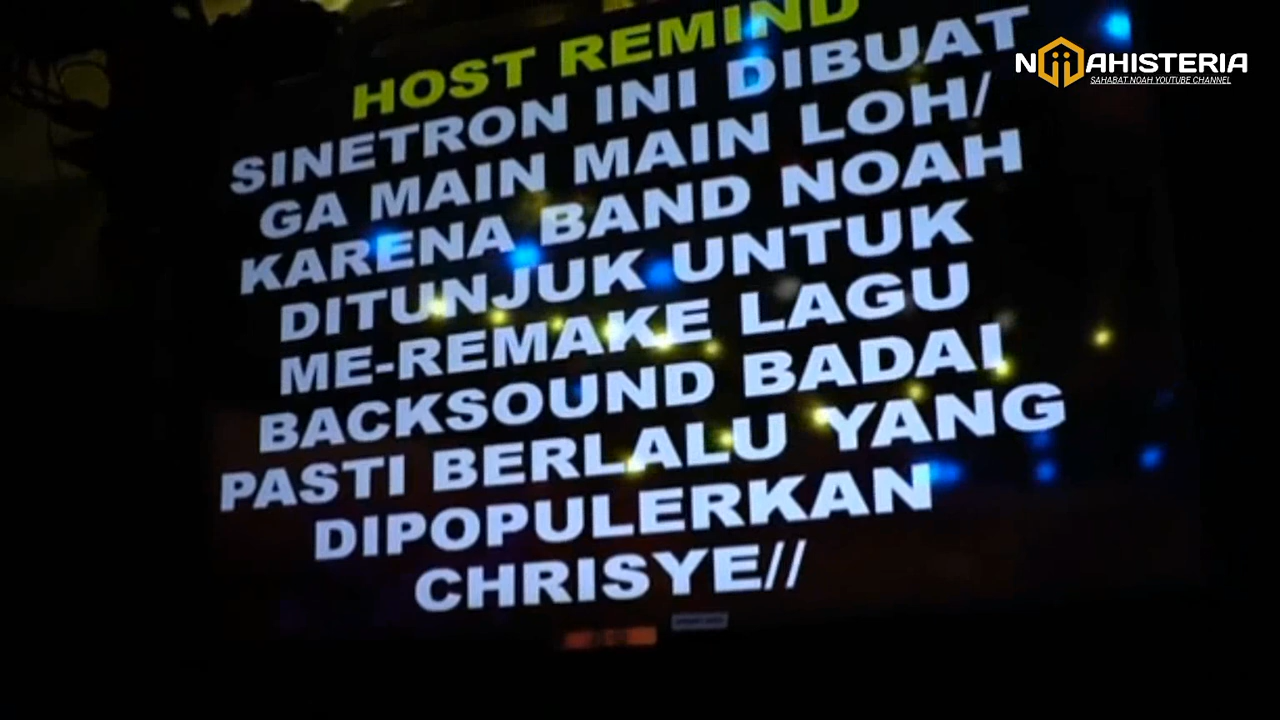 HOST REMIND
SINETRON INI DIBUAT
GA MAIN MAIN LOH/
KARENA BAND NOAH
DITUNJUK UNTUK
ME-REMAKE LAGU
BACKSOUND BADAI
PASTI BERLALU YANG
DIPOPULERKAN
CHRISYE//
NOAHISTERIA
SAHABAT NOAH YOUTUBE CHANNEL